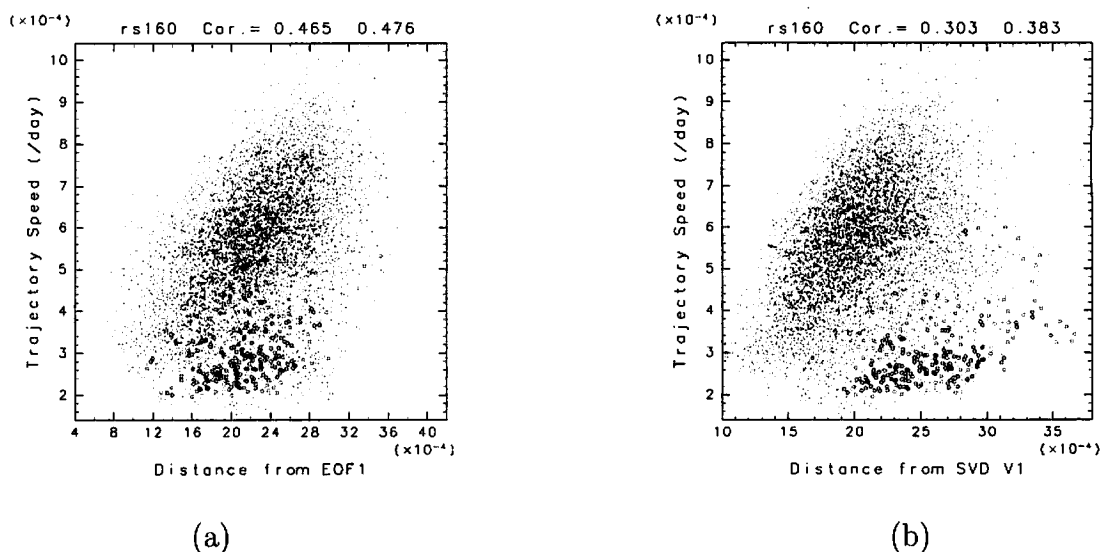 (×10⁻⁴)
rs160 Cor.= 0.465 0.476
10
9
8
7
6
5
4
3
2
Trajectory Speed (/day)
4 8 12 16 20 24 28 32 36 40
(×10⁻⁴)
Distance from EOF1
(a)
(×10⁻⁴)
rs160 Cor.= 0.303 0.383
10
9
8
7
6
5
4
3
2
Trajectory Speed (/day)
10 15 20 25 30 35
(×10⁻⁴)
Distance from SVD V1
(b)